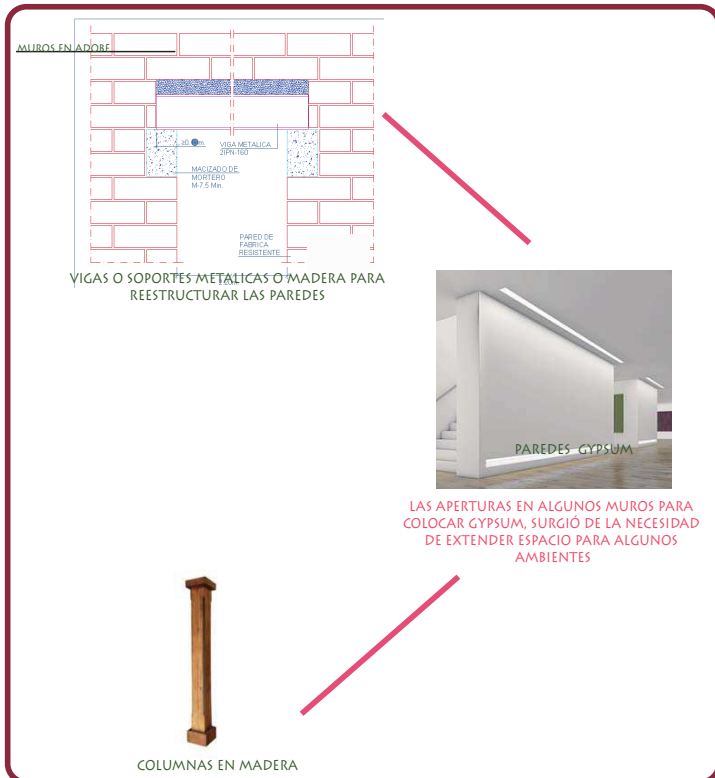 MUROS EN ADOBE
VIGA METALICA
2IPN-160
MACIZADO DE
MORTERO
M-7.5 Min.
PARED DE
FABRICA
RESISTENTE
VIGAS O SOPORTES METALICAS O MADERA PARA
REESTRUCTURAR LAS PAREDES
PAREDES GYPSUM
LAS APERTURAS EN ALGUNOS MUROS PARA
COLOCAR GYPSUM, SURGIÓ DE LA NECESIDAD
DE EXTENDER ESPACIO PARA ALGUNOS
AMBIENTES
COLUMNAS EN MADERA